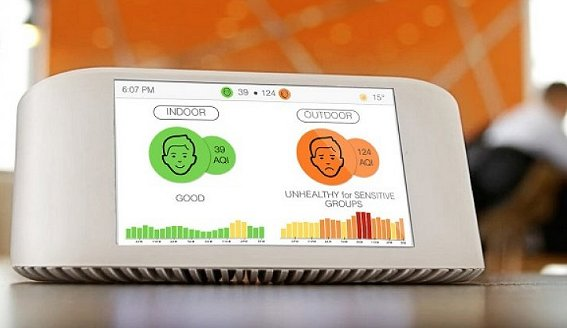 6:07 PM
39 • 124
15°
INDOOR
OUTDOOR
39
AQI
124
AQI
GOOD
UNHEALTHY for SENSITIVE
GROUPS